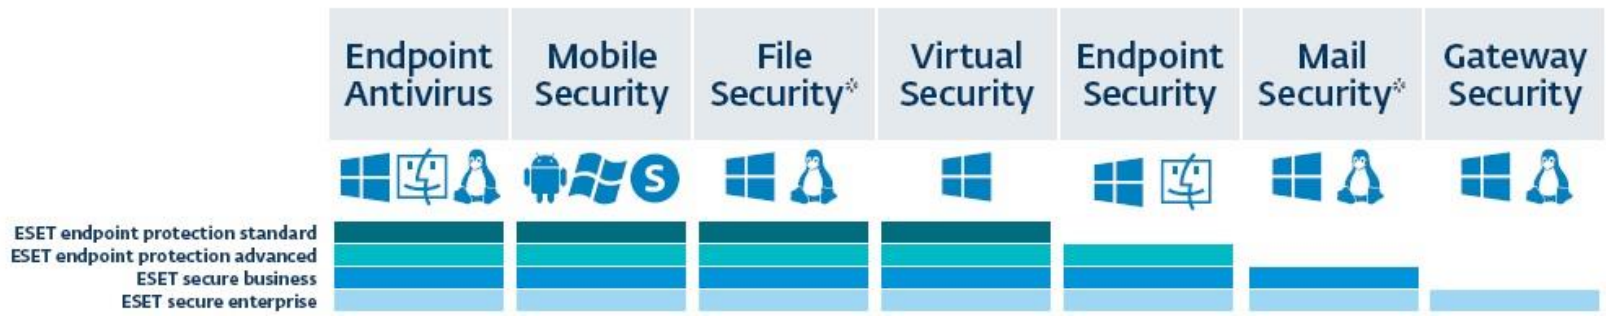 Endpoint Antivirus
Mobile Security
File Security*
Virtual Security
Endpoint Security
Mail Security*
Gateway Security
S
ESET endpoint protection standard
ESET endpoint protection advanced
ESET secure business
ESET secure enterprise